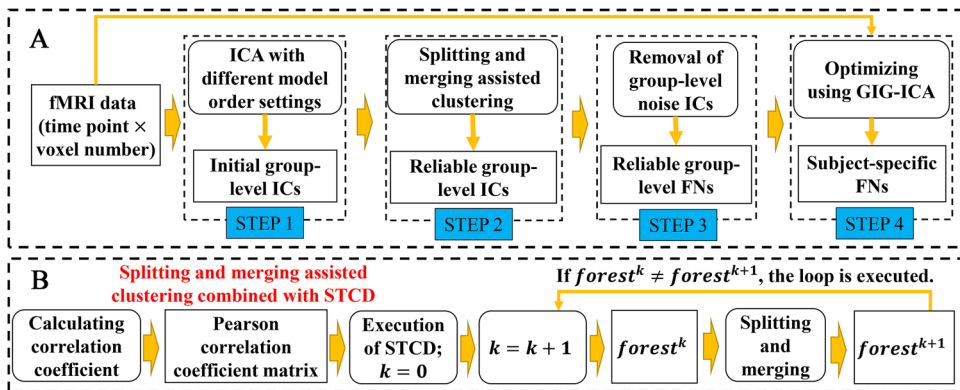 A
fMRI data
(time point ×
voxel number)
ICA with
different model
order settings
Initial group-
level ICs
STEP 1
Splitting and
merging assisted
clustering
Reliable group-
level ICs
STEP 2
Removal of
group-level
noise ICs
Reliable group-
level FNs
STEP 3
Optimizing
using GIG-ICA
Subject-specific
FNs
STEP 4
B
Splitting and merging assisted
clustering combined with STCD
If forest^k ≠ forest^{k+1}, the loop is executed.
Calculating
correlation
coefficient
Pearson
correlation
coefficient matrix
Execution
of STCD;
k = 0
k = k + 1
forest^k
Splitting
and
merging
forest^{k+1}